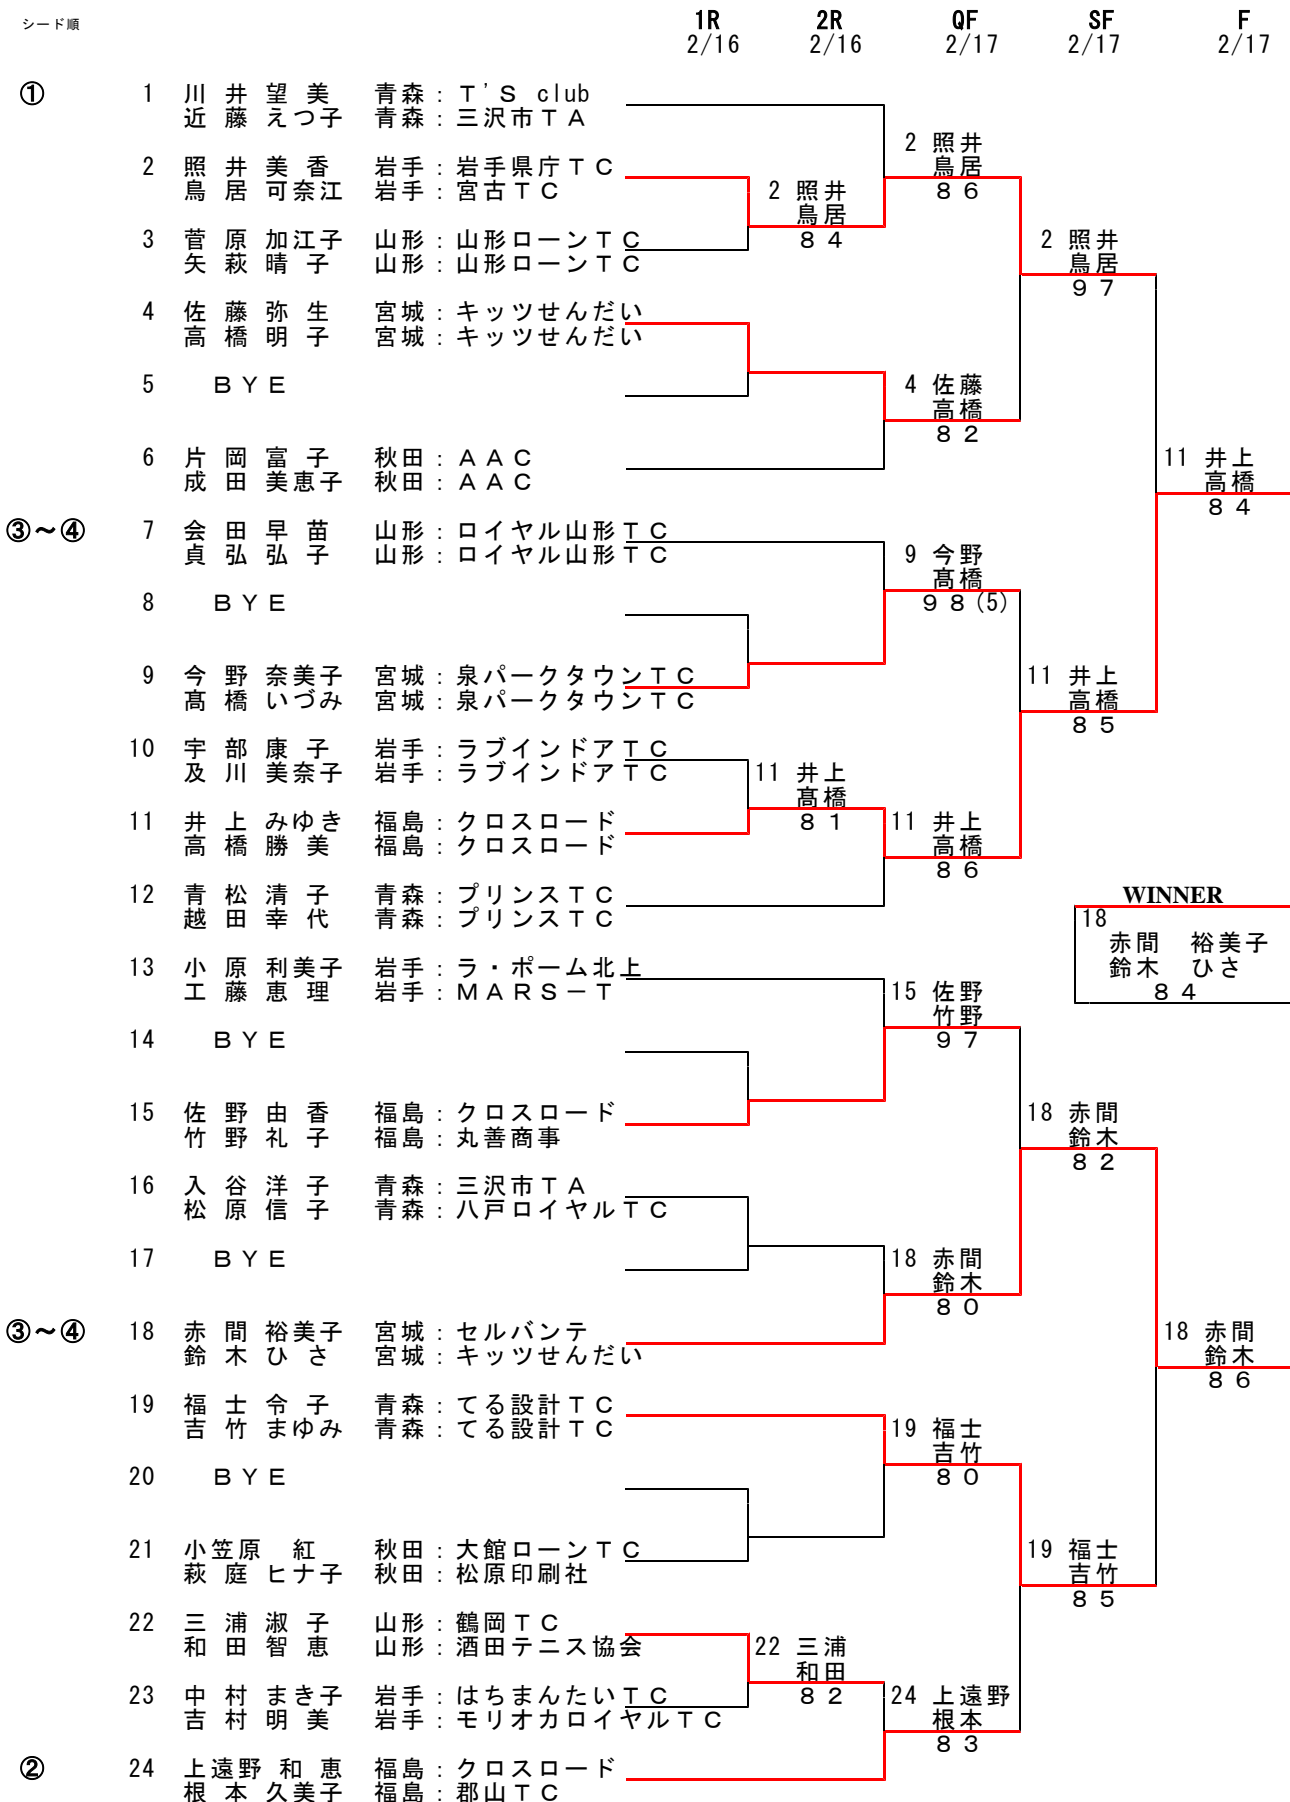 シード順 1R 2R QF SF F
2/16 2/16 2/17 2/17 2/17
① 1 川 井 望 美 青森：T'S club
近 藤 えつ子 青森：三沢市TA
2 照井
2 照 井 美 香 岩手：岩手県庁TC 鳥居
鳥 居 可奈江 岩手：宮古TC 2 照井 8 6
鳥居
3 菅 原 加江子 山形：山形ローンTC 8 4 2 照井
矢 萩 晴 子 山形：山形ローンTC 鳥居
9 7
4 佐 藤 弥 生 宮城：キッツせんだい
高 橋 明 子 宮城：キッツせんだい
5 BYE 4 佐藤
高橋
8 2
6 片 岡 富 子 秋田：AAC 11 井上
成 田 美恵子 秋田：AAC 高橋
8 4
③～④ 7 会 田 早 苗 山形：ロイヤル山形TC
貞 弘 弘 子 山形：ロイヤル山形TC 9 今野
髙橋
8 BYE 9 8(5)
9 今 野 奈美子 宮城：泉パークタウンTC 11 井上
髙 橋 いづみ 宮城：泉パークタウンTC 高橋
8 5
10 宇 部 康 子 岩手：ラブインドアTC
及 川 美奈子 岩手：ラブインドアTC 11 井上
髙橋
11 井 上 みゆき 福島：クロスロード 8 1 11 井上
高 橋 勝 美 福島：クロスロード 高橋
8 6
12 青 松 清 子 青森：プリンスTC WINNER
越 田 幸 代 青森：プリンスTC 18
赤間 裕美子
13 小 原 利美子 岩手：ラ・ポーム北上 鈴木 ひさ
工 藤 恵 理 岩手：MARS－T 15 佐野 8 4
竹野
14 BYE 9 7
15 佐 野 由 香 福島：クロスロード 18 赤間
竹 野 礼 子 福島：丸善商事 鈴木
8 2
16 入 谷 洋 子 青森：三沢市TA
松 原 信 子 青森：八戸ロイヤルTC
17 BYE 18 赤間
鈴木
8 0
③～④ 18 赤 間 裕美子 宮城：セルバンテ 18 赤間
鈴 木 ひ さ 宮城：キッツせんだい 鈴木
8 6
19 福 士 令 子 青森：てる設計TC
吉 竹 まゆみ 青森：てる設計TC 19 福士
吉竹
20 BYE 8 0
21 小笠原 紅 秋田：大館ローンTC 19 福士
萩 庭 ヒナ子 秋田：松原印刷社 吉竹
8 5
22 三 浦 淑 子 山形：鶴岡TC
和 田 智 恵 山形：酒田テニス協会 22 三浦
和田
23 中 村 まき子 岩手：はちまんたいTC 8 2 24 上遠野
吉 村 明 美 岩手：モリオカロイヤルTC 根本
8 3
② 24 上遠野 和 恵 福島：クロスロード
根 本 久美子 福島：郡山TC